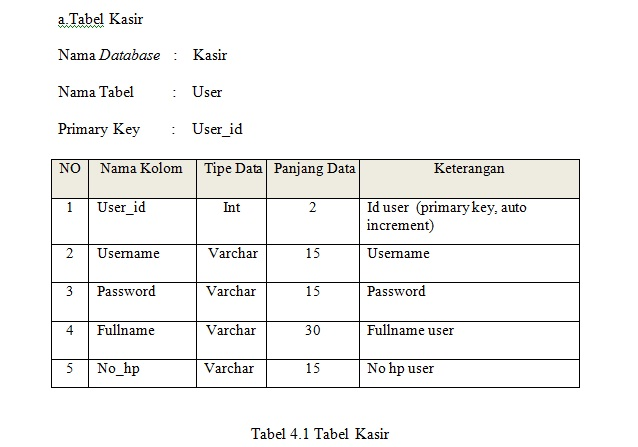 a.Tabel Kasir
Nama Database : Kasir
Nama Tabel : User
Primary Key : User_id
NO Nama Kolom Tipe Data Panjang Data Keterangan
1 User_id Int 2 Id user (primary key, auto
increment)
2 Username Varchar 15 Username
3 Password Varchar 15 Password
4 Fullname Varchar 30 Fullname user
5 No_hp Varchar 15 No hp user
Tabel 4.1 Tabel Kasir